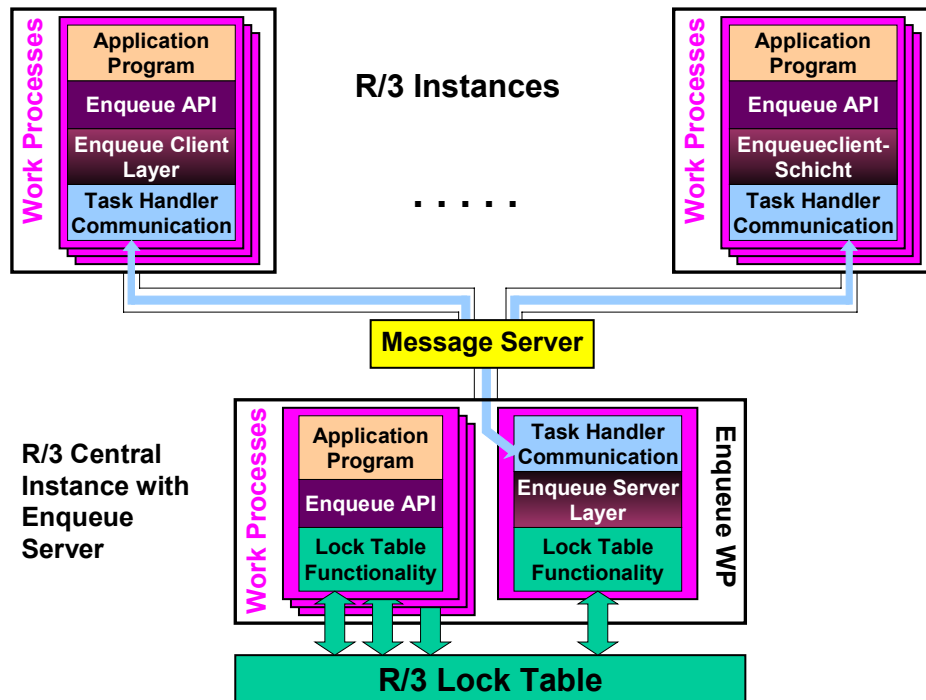 Work Processes
Application
Program
Enqueue API
Enqueue Client
Layer
Task Handler
Communication
R/3 Instances
. . . . .
Work Processes
Application
Program
Enqueue API
Enqueueclient-
Schicht
Task Handler
Communication
Message Server
R/3 Central
Instance with
Enqueue
Server
Work Processes
Application
Program
Enqueue API
Lock Table
Functionality
Task Handler
Communication
Enqueue Server
Layer
Lock Table
Functionality
Enqueue WP
R/3 Lock Table